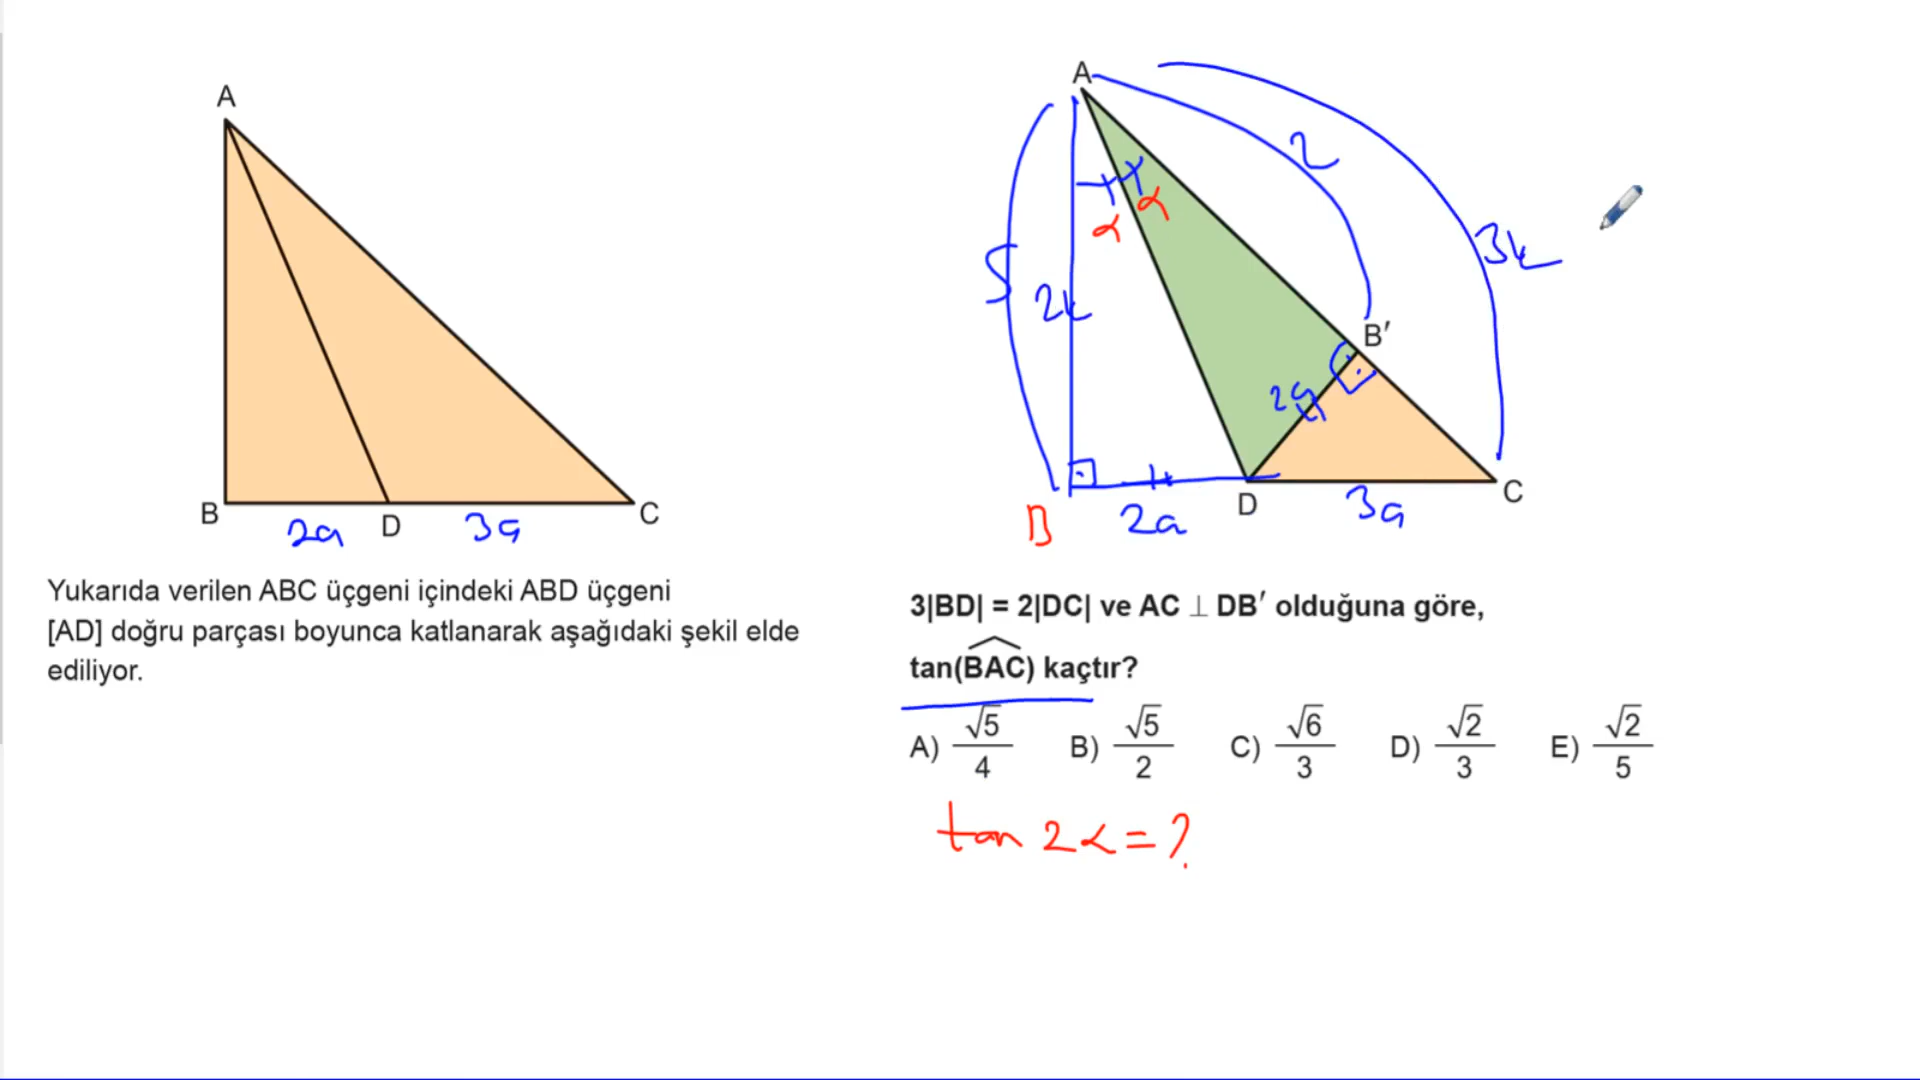 A
B
D
C
2a
3a
Yukarıda verilen ABC üçgeni içindeki ABD üçgeni
[AD] doğru parçası boyunca katlanarak aşağıdaki şekil elde
ediliyor.
A
2
α
α
3k
2k
B′
2a
B
2a
D
3a
C
3|BD| = 2|DC| ve AC ⊥ DB′ olduğuna göre,
tan(BAC) kaçtır?
A) √5/4 B) √5/2 C) √6/3 D) √2/3 E) √2/5
tan 2α = ?